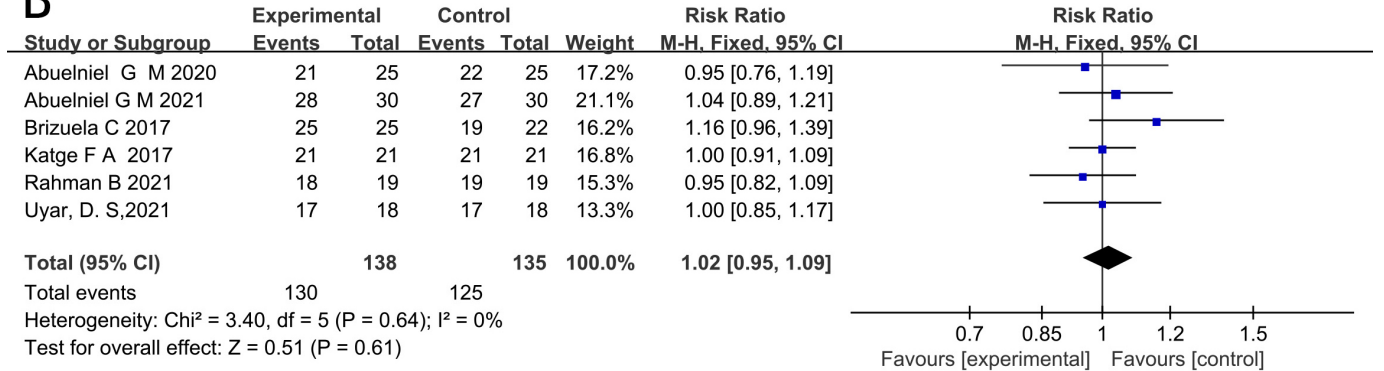 D
Experimental Control Risk Ratio Risk Ratio
Study or Subgroup Events Total Events Total Weight M-H, Fixed, 95% CI M-H, Fixed, 95% CI
Abuelniel G M 2020 21 25 22 25 17.2% 0.95 [0.76, 1.19]
Abuelniel G M 2021 28 30 27 30 21.1% 1.04 [0.89, 1.21]
Brizuela C 2017 25 25 19 22 16.2% 1.16 [0.96, 1.39]
Katge F A 2017 21 21 21 21 16.8% 1.00 [0.91, 1.09]
Rahman B 2021 18 19 19 19 15.3% 0.95 [0.82, 1.09]
Uyar, D. S,2021 17 18 17 18 13.3% 1.00 [0.85, 1.17]
Total (95% CI) 138 135 100.0% 1.02 [0.95, 1.09]
Total events 130 125
Heterogeneity: Chi² = 3.40, df = 5 (P = 0.64); I² = 0%
Test for overall effect: Z = 0.51 (P = 0.61)
0.7 0.85 1 1.2 1.5
Favours [experimental] Favours [control]